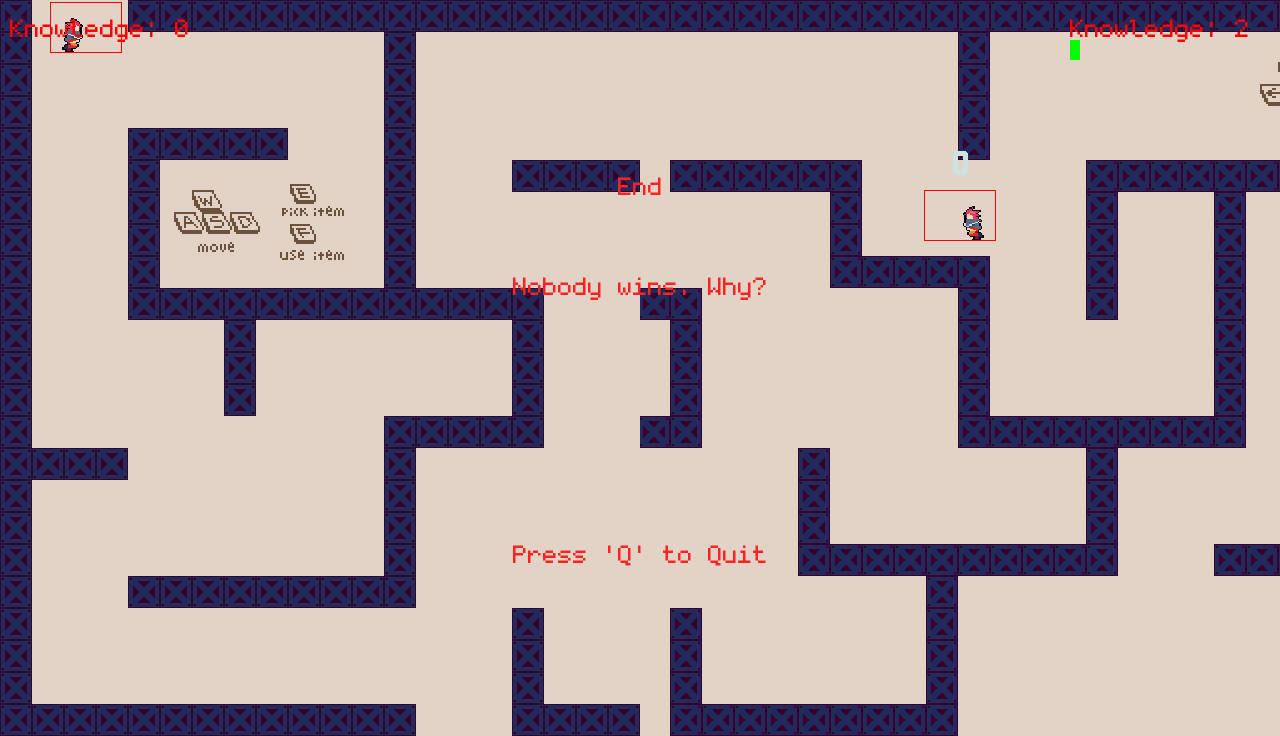 Knowledge: 0
Knowledge: 2
End
W
A S D
move
E
pick item
F
use item
Nobody wins. Why?
Press 'Q' to Quit